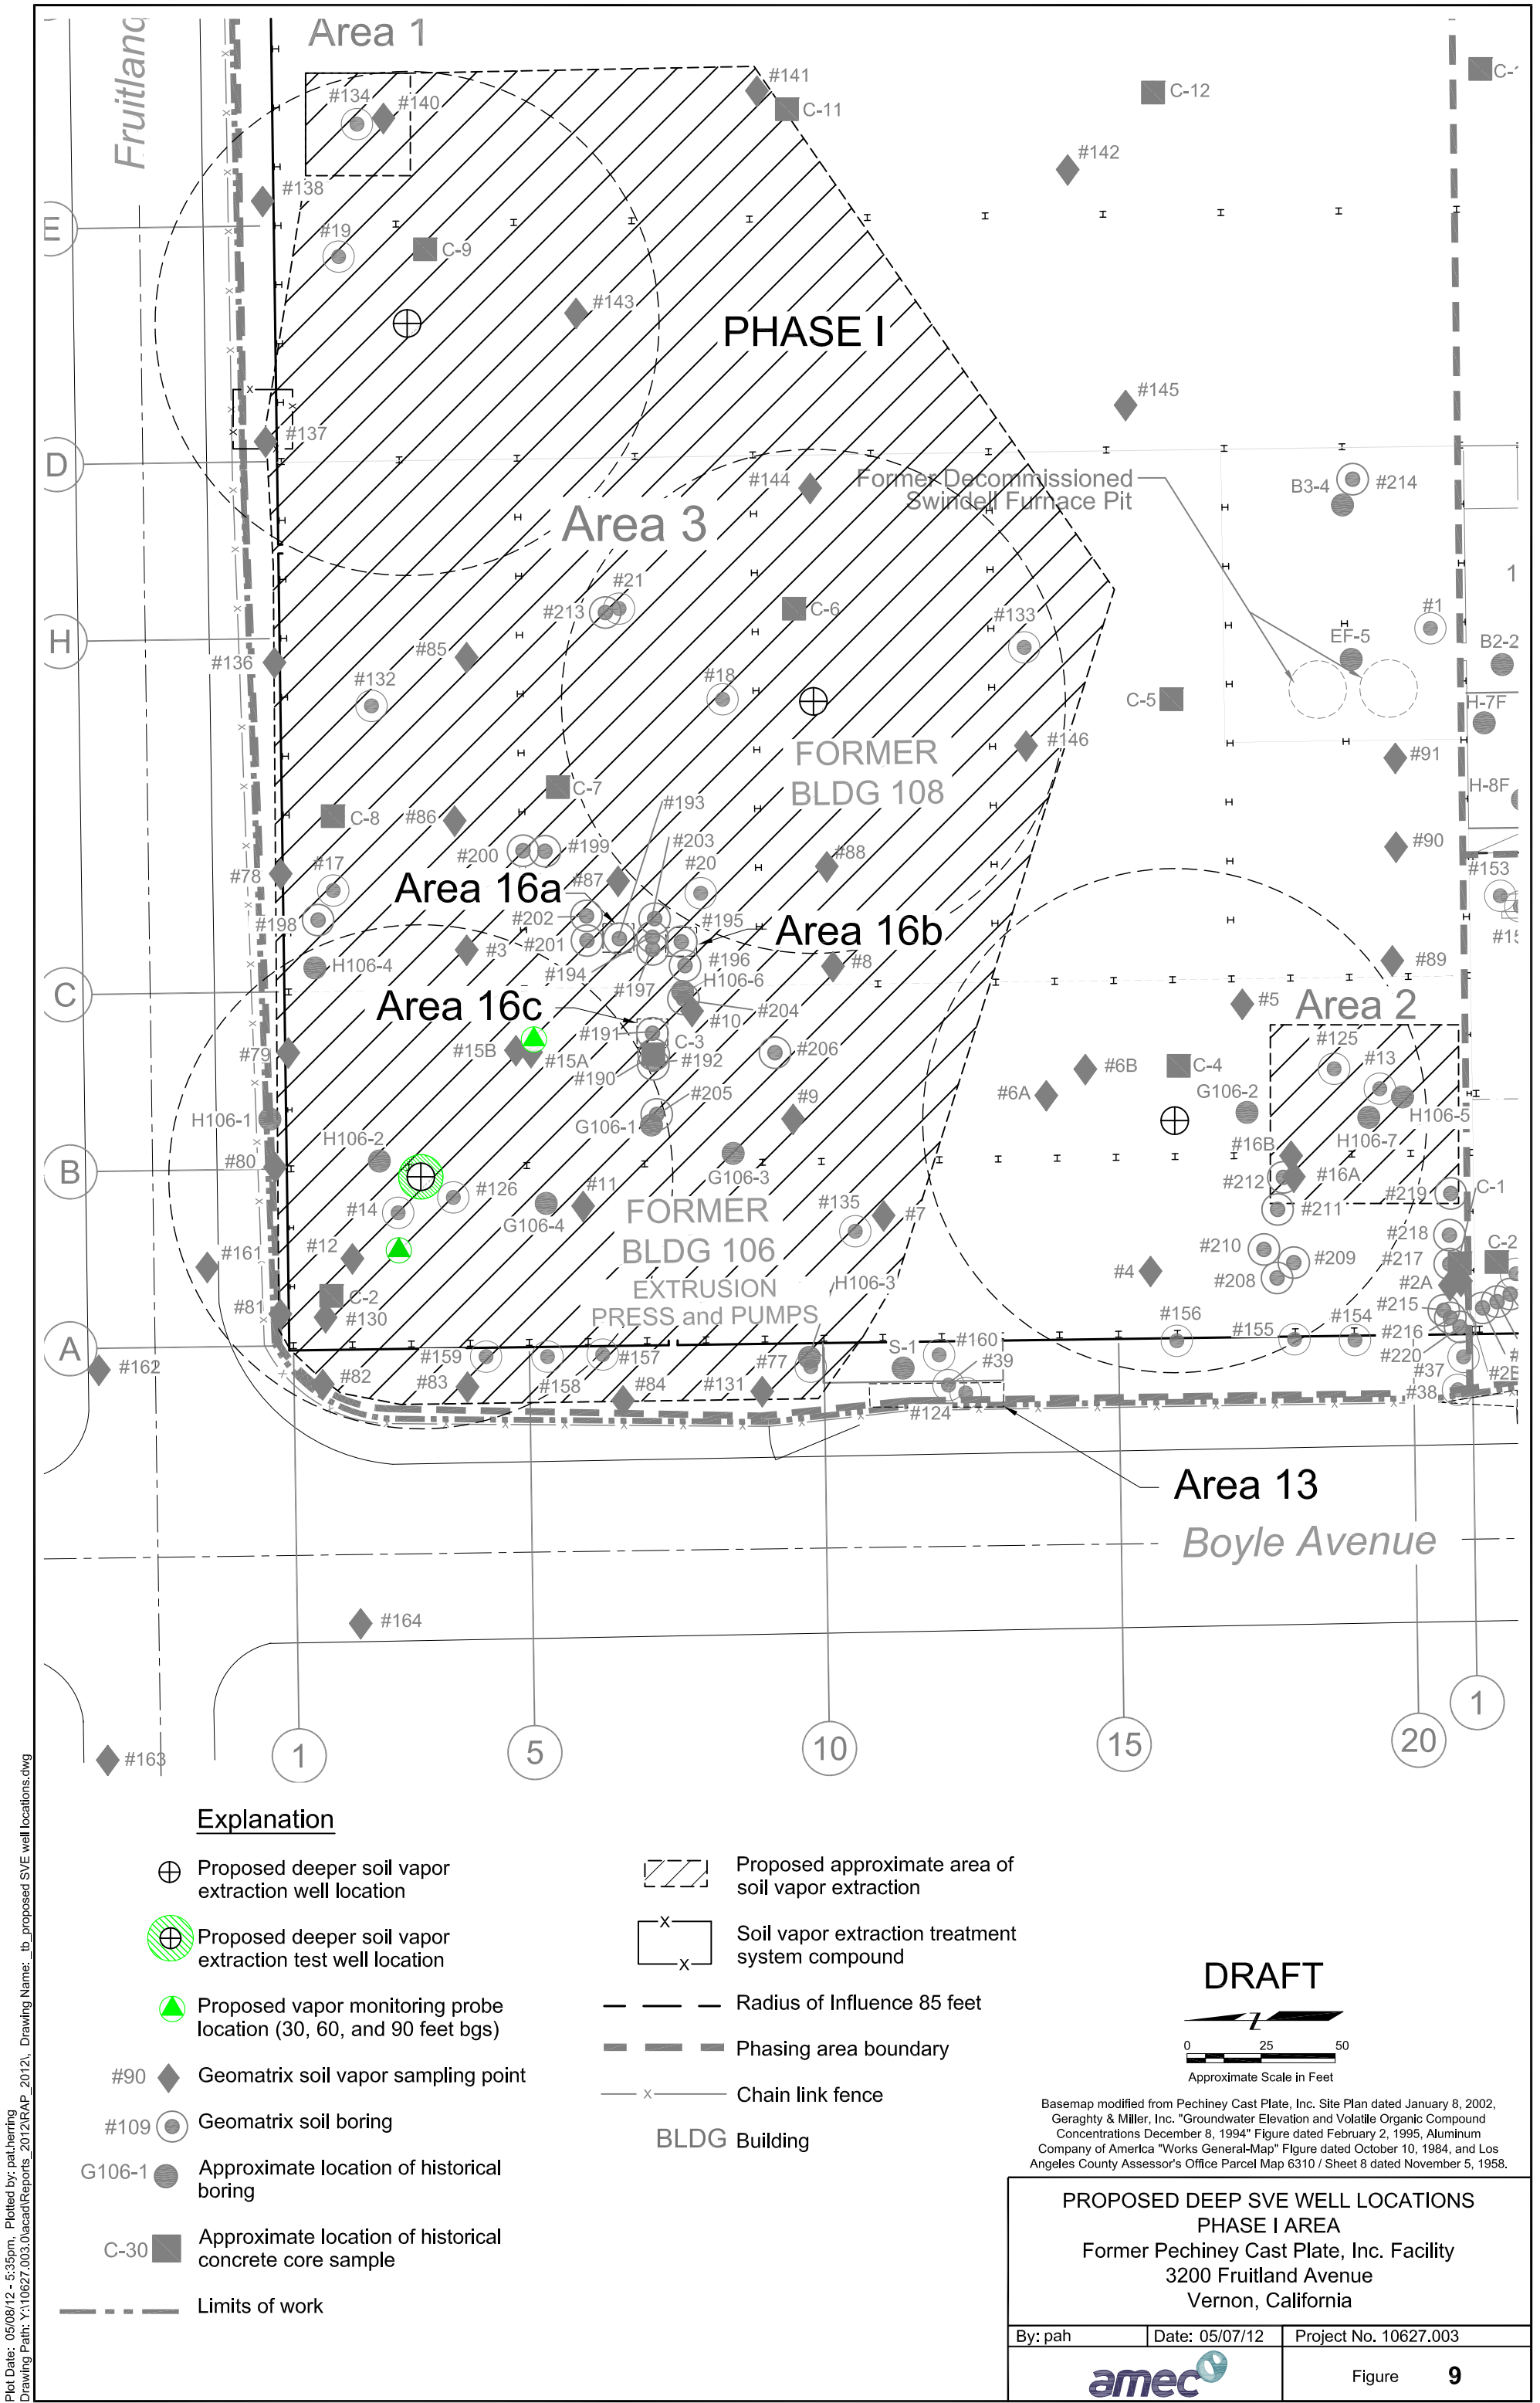 Area 1
Fruitland
#134
#140
#141
C-11
C-12
#142
#138
E
#19
C-9
#143
PHASE I
#145
#137
D
#144
Former Decommissioned
Swindell Furnace Pit
B3-4
#214
Area 3
#21
#213
C-6
#133
#1
H
#136
#85
EF-5
B2-2
#132
#18
C-5
H-7F
FORMER
BLDG 108
#146
#91
C-7
H-8F
#193
C-8
#86
#203
#200
#199
#88
#90
#78
#17
#20
#87
#153
Area 16a
#202
#198
#195
Area 16b
#201
#3
#196
#194
#8
#89
H106-4
#197
H106-6
C
Area 16c
#204
#10
#5
Area 2
#191
C-3
#125
#79
#15B
#15A
#192
#206
#13
#190
#6B
C-4
#6A
G106-2
#205
#9
H106-5
H106-1
G106-1
H106-7
H106-2
#16B
#80
B
G106-3
#16A
#212
#219
C-1
#126
#11
#14
G106-4
FORMER
BLDG 106
EXTRUSION
PRESS and PUMPS
#135
#7
#211
#218
#210
#209
#217
C-2
#161
#12
#4
#208
#2A
H106-3
C-2
#81
#130
#215
#156
#155
#154
#216
A
#159
#157
#77
S-1
#160
#220
#162
#39
#37
#82
#83
#158
#84
#131
#38
#124
Area 13
Boyle Avenue
#164
#163
1
5
10
15
20
1
Explanation
Proposed deeper soil vapor
extraction well location
Proposed deeper soil vapor
extraction test well location
Proposed vapor monitoring probe
location (30, 60, and 90 feet bgs)
#90
Geomatrix soil vapor sampling point
#109
Geomatrix soil boring
G106-1
Approximate location of historical
boring
C-30
Approximate location of historical
concrete core sample
Limits of work
Proposed approximate area of
soil vapor extraction
Soil vapor extraction treatment
system compound
Radius of Influence 85 feet
Phasing area boundary
Chain link fence
BLDG
Building
DRAFT
Z
0 25 50
Approximate Scale in Feet
Basemap modified from Pechiney Cast Plate, Inc. Site Plan dated January 8, 2002,
Geraghty & Miller, Inc. "Groundwater Elevation and Volatile Organic Compound
Concentrations December 8, 1994" Figure dated February 2, 1995, Aluminum
Company of America "Works General-Map" Figure dated October 10, 1984, and Los
Angeles County Assessor's Office Parcel Map 6310 / Sheet 8 dated November 5, 1958.
PROPOSED DEEP SVE WELL LOCATIONS
PHASE I AREA
Former Pechiney Cast Plate, Inc. Facility
3200 Fruitland Avenue
Vernon, California
By: pah
Date: 05/07/12
Project No. 10627.003
amec
Figure 9
Plot Date: 05/08/12 - 5:35pm, Plotted by: pat.herring
Drawing Path: Y:\10627.003.0\acad\Reports_2012\RAP_2012\, Drawing Name: _tb_proposed SVE well locations.dwg